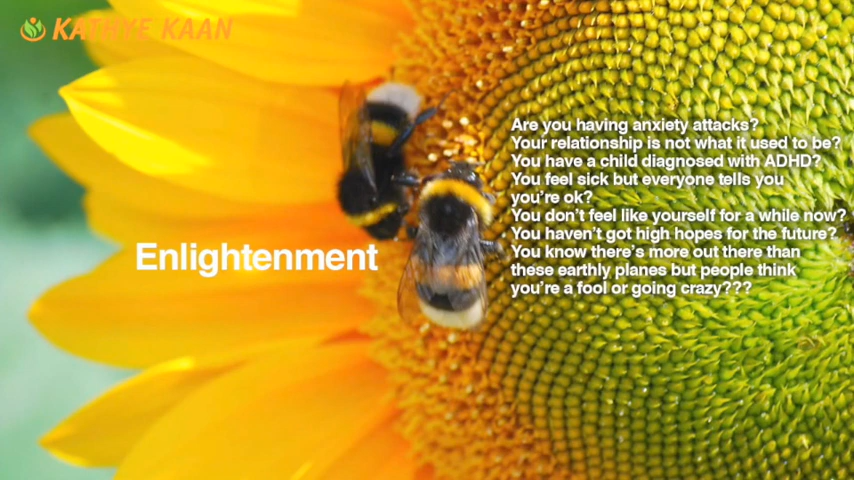 KATHYE KAAN
Enlightenment
Are you having anxiety attacks?
Your relationship is not what it used to be?
You have a child diagnosed with ADHD?
You feel sick but everyone tells you
you're ok?
You don't feel like yourself for a while now?
You haven't got high hopes for the future?
You know there's more out there than
these earthly planes but people think
you're a fool or going crazy???